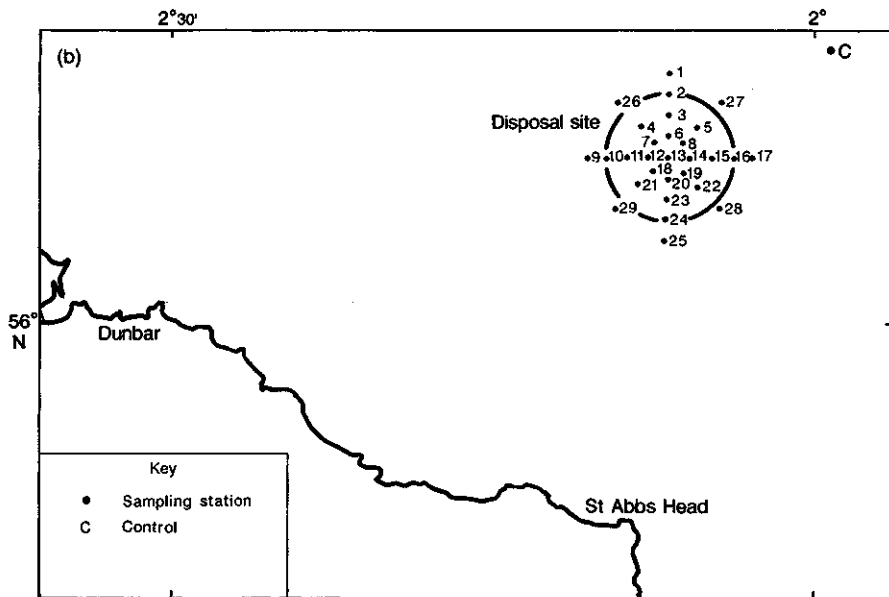 2°30'
2°
(b)
C
1
2
26
27
3
Disposal site
4
5
6
7
8
9 10 11 12 13 14 15 16 17
18
19
20
21
22
23
29
28
24
25
56°
N
Dunbar
Key
Sampling station
C Control
St Abbs Head